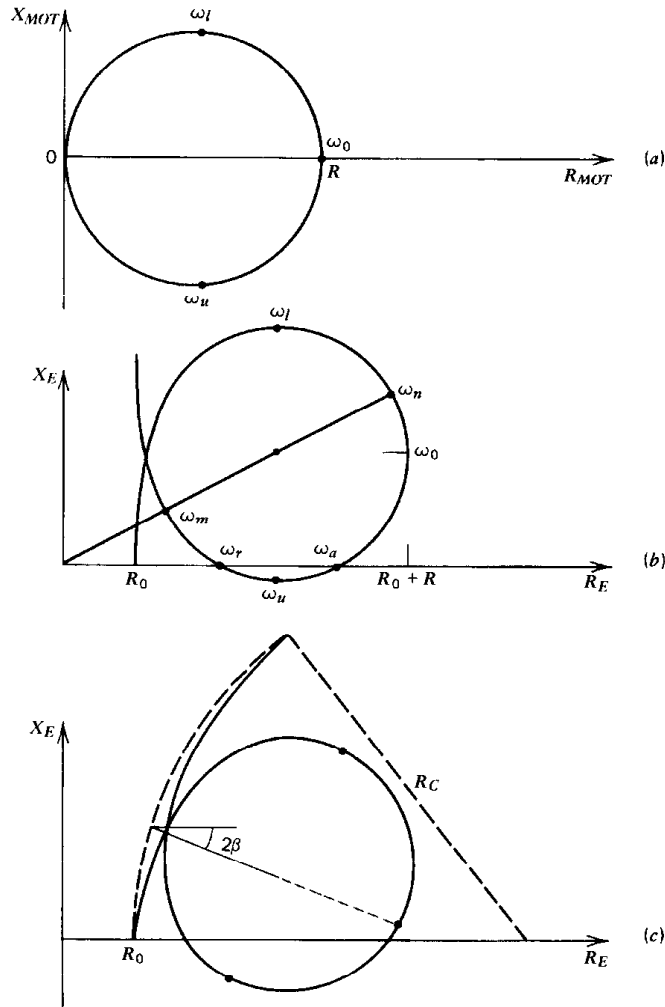 X_MOT
ω_l
0
ω_0
R
R_MOT
(a)
ω_u
ω_l
X_E
ω_n
ω_0
ω_m
ω_r
ω_a
R_0
ω_u
R_0 + R
R_E
(b)
X_E
R_C
2β
R_0
R_E
(c)